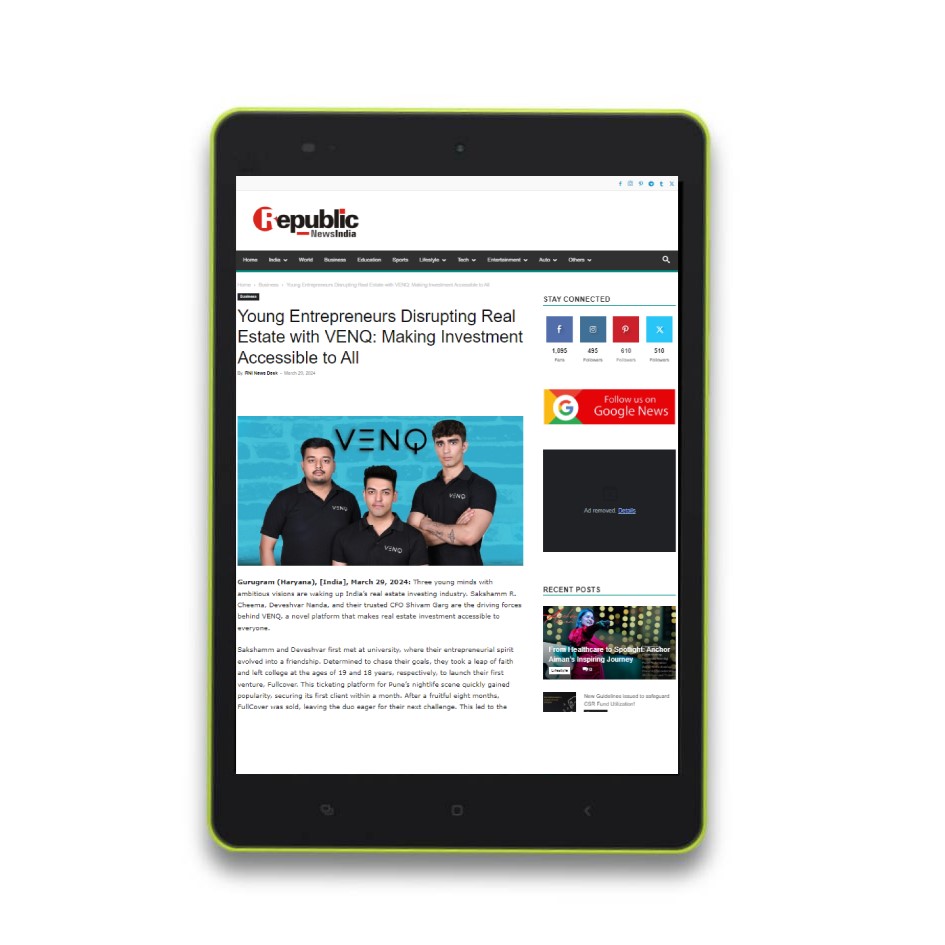 Republic
NewsIndia
Home India World Business Education Sports Lifestyle Tech Entertainment Auto Others
Home Business Young Entrepreneurs Disrupting Real Estate with VENQ: Making Investment Accessible to All
Business
Young Entrepreneurs Disrupting Real
Estate with VENQ: Making Investment
Accessible to All
By RNI News Desk - March 29, 2024
VENQ
VENQ
VENQ
VENQ
Gurugram (Haryana), [India], March 29, 2024: Three young minds with
ambitious visions are waking up India's real estate investing industry. Sakshamm R.
Cheema, Deveshvar Nanda, and their trusted CFO Shivam Garg are the driving forces
behind VENQ, a novel platform that makes real estate investment accessible to
everyone.
Sakshamm and Deveshvar first met at university, where their entrepreneurial spirit
evolved into a friendship. Determined to chase their goals, they took a leap of faith
and left college at the ages of 19 and 18 years, respectively, to launch their first
venture, Fullcover. This ticketing platform for Pune's nightlife scene quickly gained
popularity, securing its first client within a month. After a fruitful eight months,
FullCover was sold, leaving the duo eager for their next challenge. This led to the
STAY CONNECTED
1,095 495 610 510
Fans Followers Followers Followers
Follow us on
Google News
Ad removed. Details
RECENT POSTS
From Healthcare to Spotlight: Anchor
Aiman's Inspiring Journey
Lifestyle 0
New Guidelines issued to safeguard
CSR Fund Utilization!